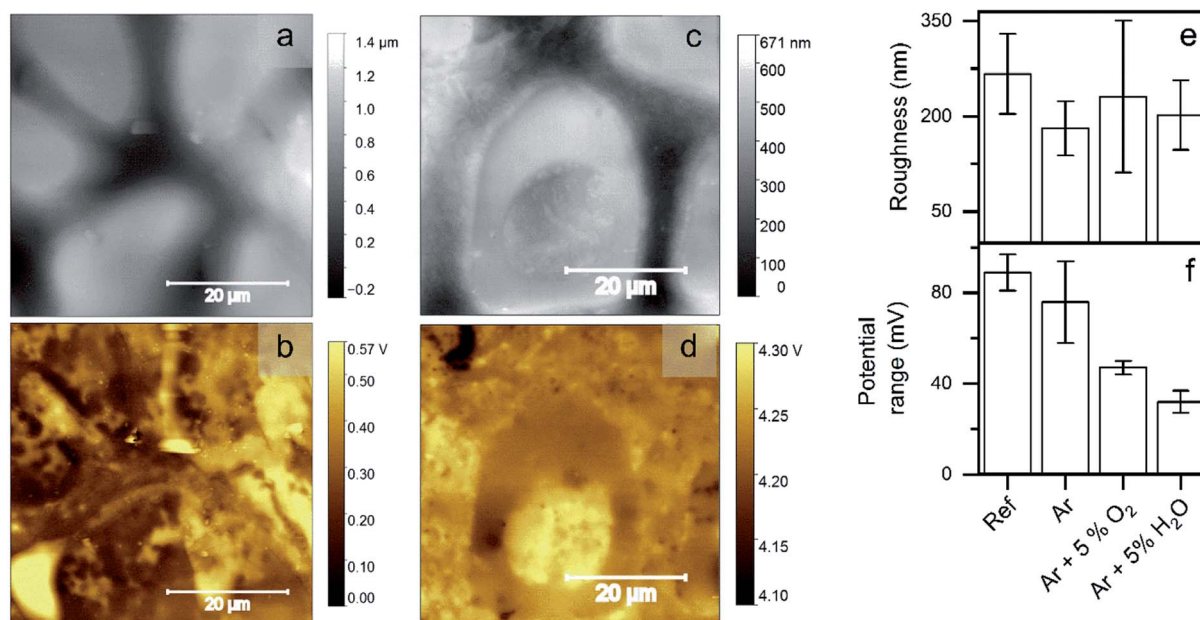 a
1.4 µm
1.2
1.0
0.8
0.6
0.4
0.2
−0.2
20 µm
b
0.57 V
0.50
0.40
0.30
0.20
0.10
0.00
20 µm
c
671 nm
600
500
400
300
200
100
0
20 µm
d
4.30 V
4.25
4.20
4.15
4.10
20 µm
e
350
200
50
Roughness (nm)
f
80
40
0
Potential
range (mV)
Ref
Ar
Ar + 5 % O2
Ar + 5% H2O